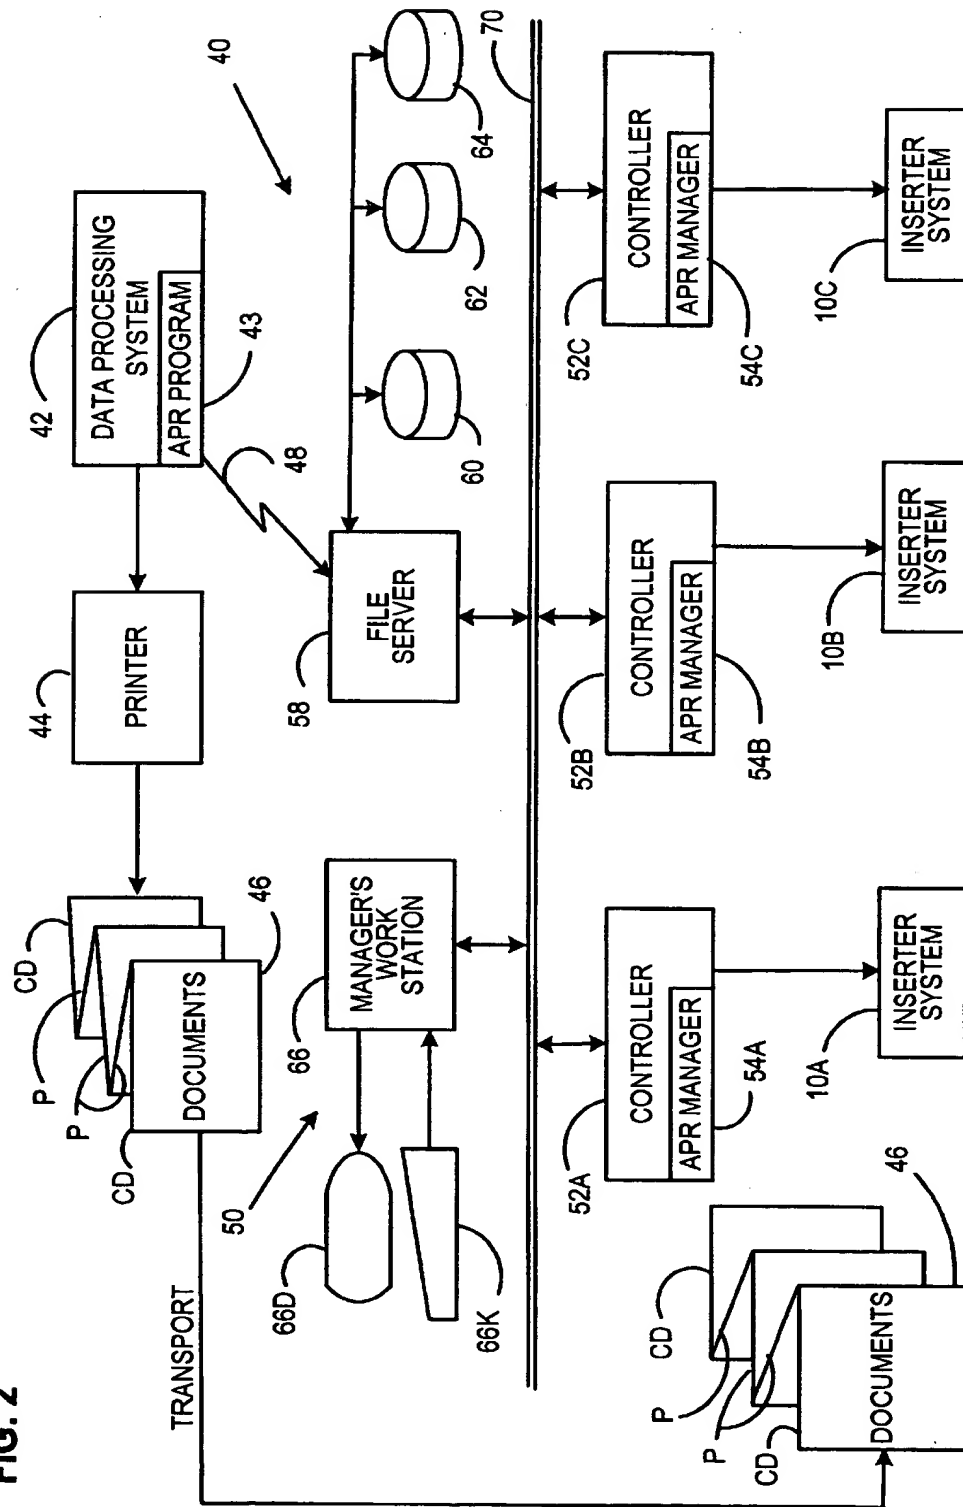 FIG. 2
40
42
DATA PROCESSING
SYSTEM
APR PROGRAM
43
44
PRINTER
48
CD
P
P
CD
DOCUMENTS
46
TRANSPORT
50
66
MANAGER'S
WORK
STATION
66D
66K
58
FILE
SERVER
60
62
64
70
52A
CONTROLLER
APR MANAGER
54A
52B
CONTROLLER
APR MANAGER
54B
52C
CONTROLLER
APR MANAGER
54C
CD
P
P
CD
DOCUMENTS
46
10A
INSERTER
SYSTEM
10B
INSERTER
SYSTEM
10C
INSERTER
SYSTEM